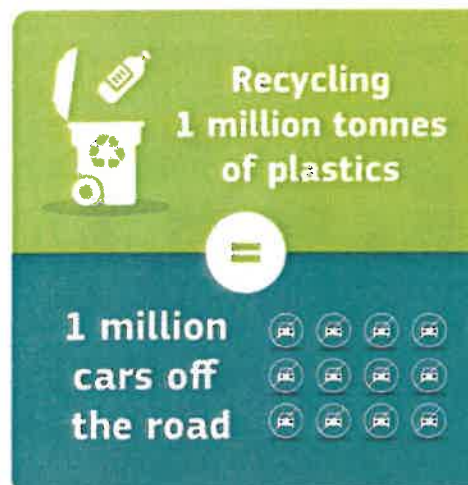 Recycling
1 million tonnes
of plastics
=
1 million
cars off
the road